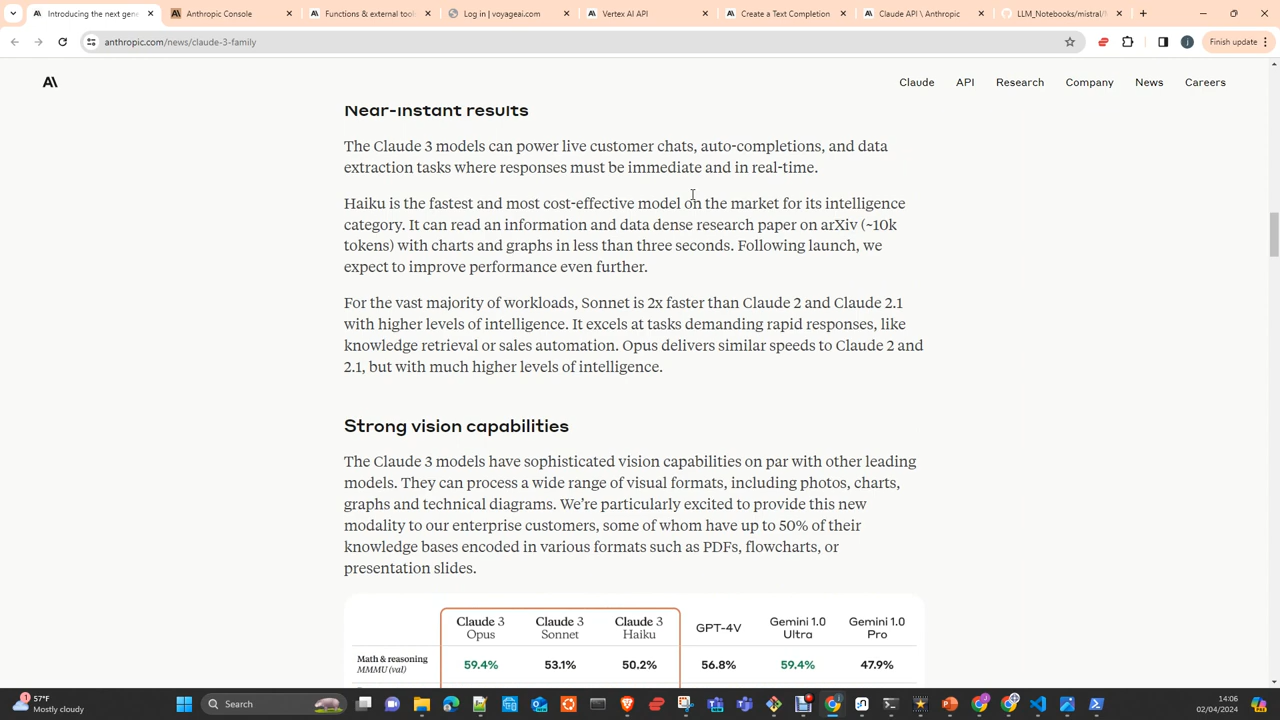 Introducing the next gene
Anthropic Console
Functions & external tool
Log in | voyageai.com
Vertex AI API
Create a Text Completion
Claude API \ Anthropic
LLM_Notebooks/mistral/
anthropic.com/news/claude-3-family
Finish update
Claude
API
Research
Company
News
Careers
Near-instant results
The Claude 3 models can power live customer chats, auto-completions, and data
extraction tasks where responses must be immediate and in real-time.
Haiku is the fastest and most cost-effective model on the market for its intelligence
category. It can read an information and data dense research paper on arXiv (~10k
tokens) with charts and graphs in less than three seconds. Following launch, we
expect to improve performance even further.
For the vast majority of workloads, Sonnet is 2x faster than Claude 2 and Claude 2.1
with higher levels of intelligence. It excels at tasks demanding rapid responses, like
knowledge retrieval or sales automation. Opus delivers similar speeds to Claude 2 and
2.1, but with much higher levels of intelligence.
Strong vision capabilities
The Claude 3 models have sophisticated vision capabilities on par with other leading
models. They can process a wide range of visual formats, including photos, charts,
graphs and technical diagrams. We’re particularly excited to provide this new
modality to our enterprise customers, some of whom have up to 50% of their
knowledge bases encoded in various formats such as PDFs, flowcharts, or
presentation slides.
Claude 3
Opus
Claude 3
Sonnet
Claude 3
Haiku
GPT-4V
Gemini 1.0
Ultra
Gemini 1.0
Pro
Math & reasoning
MMMU (val)
59.4%
53.1%
50.2%
56.8%
59.4%
47.9%
57°F
Mostly cloudy
Search
14:06
02/04/2024